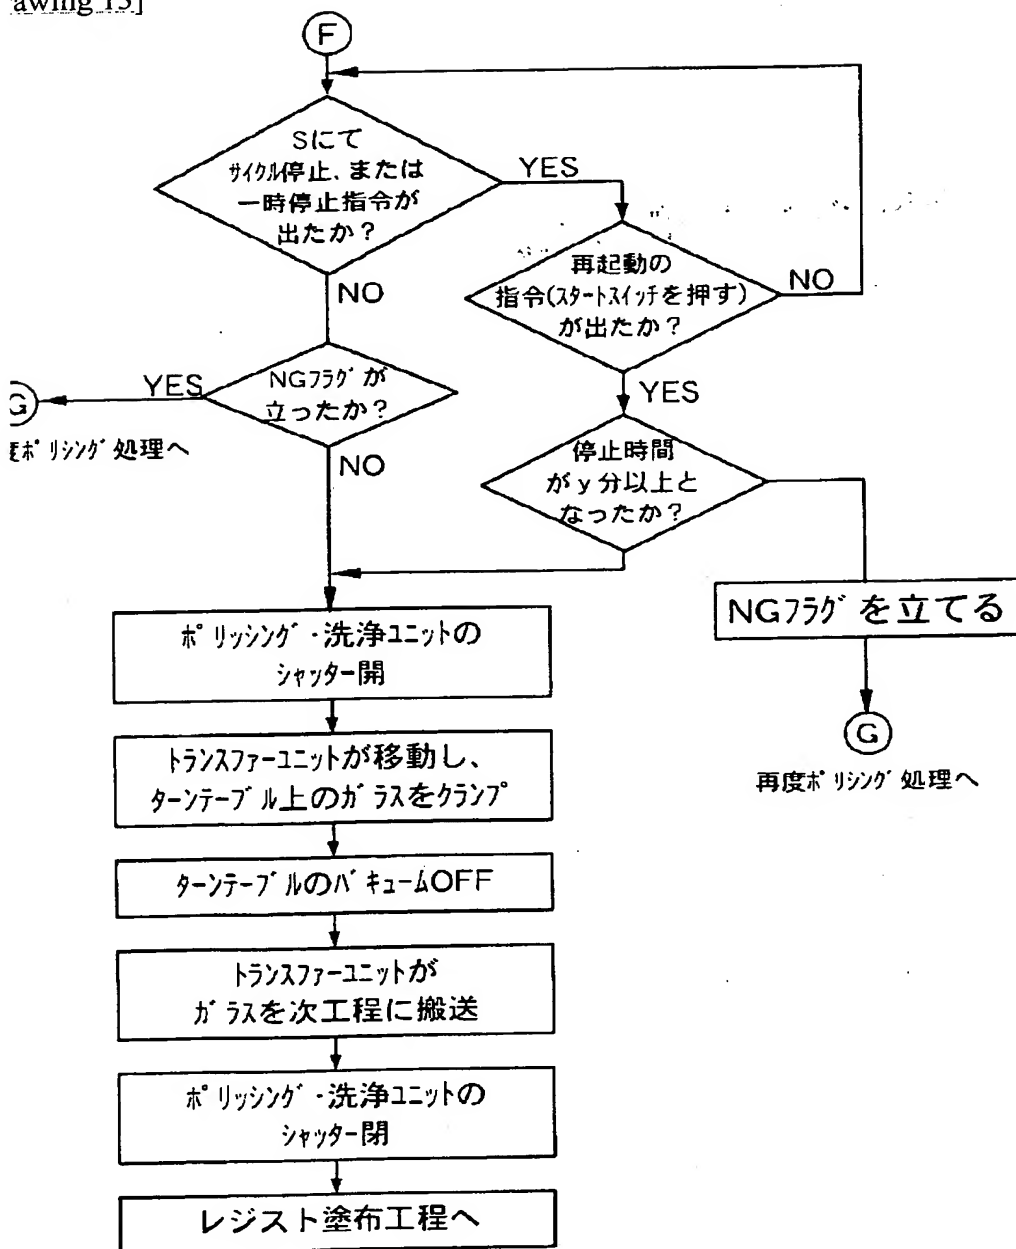 awing 13]
F
Sにて
ｻｲｸﾙ停止、または
一時停止指令が
出たか?
YES
NO
再起動の
指令(ｽﾀｰﾄｽｲｯﾁを押す)
が出たか?
NO
YES
NGﾌﾗｸﾞが
立ったか?
YES
G
度ﾎﾟﾘｼﾝｸﾞ処理へ
NO
停止時間
がy分以上と
なったか?
NGﾌﾗｸﾞを立てる
G
再度ﾎﾟﾘｼﾝｸﾞ処理へ
ﾎﾟﾘｯｼﾝｸﾞ・洗浄ﾕﾆｯﾄの
ｼｬｯﾀｰ開
ﾄﾗﾝｽﾌｧｰﾕﾆｯﾄが移動し、
ﾀｰﾝﾃｰﾌﾞﾙ上のｶﾞﾗｽをｸﾗﾝﾌﾟ
ﾀｰﾝﾃｰﾌﾞﾙのﾊﾞｷｭｰﾑOFF
ﾄﾗﾝｽﾌｧｰﾕﾆｯﾄが
ｶﾞﾗｽを次工程に搬送
ﾎﾟﾘｯｼﾝｸﾞ・洗浄ﾕﾆｯﾄの
ｼｬｯﾀｰ閉
レジスト塗布工程へ